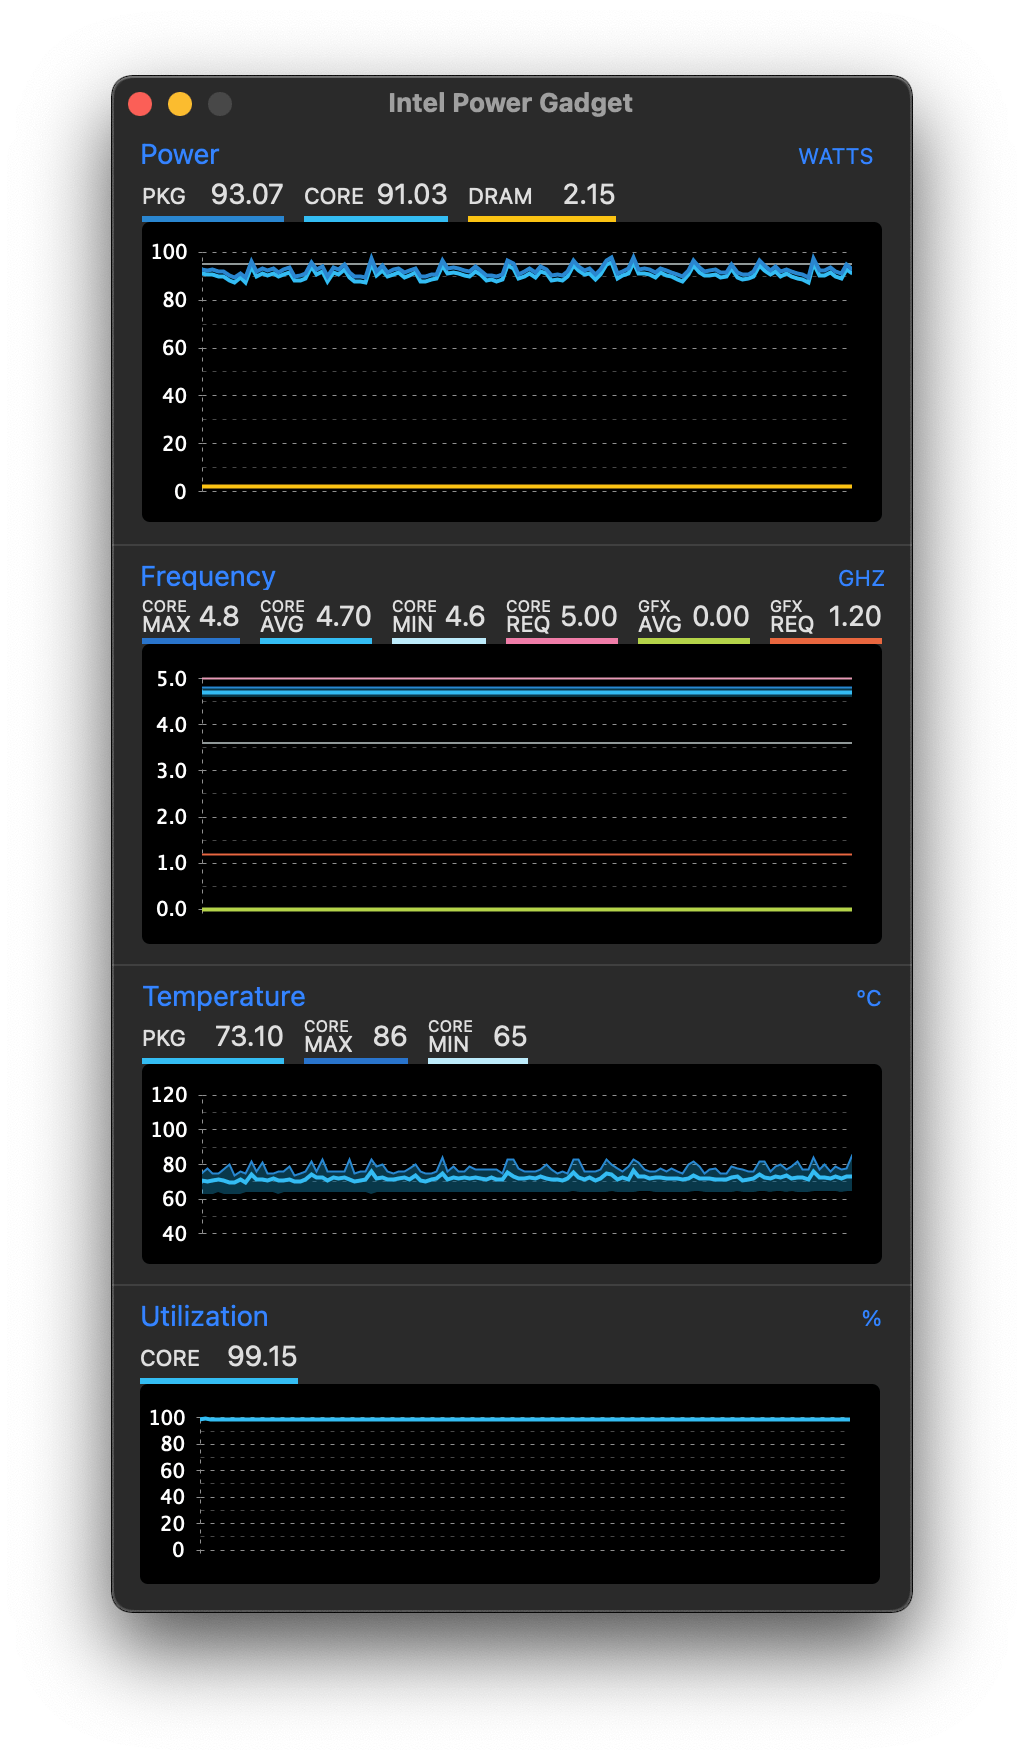 Intel Power Gadget
Power WATTS
PKG 93.07 CORE 91.03 DRAM 2.15
100
80
60
40
20
0
Frequency GHZ
CORE MAX 4.8 CORE AVG 4.70 CORE MIN 4.6 CORE REQ 5.00 GFX AVG 0.00 GFX REQ 1.20
5.0
4.0
3.0
2.0
1.0
0.0
Temperature ºC
PKG 73.10 CORE MAX 86 CORE MIN 65
120
100
80
60
40
Utilization %
CORE 99.15
100
80
60
40
20
0